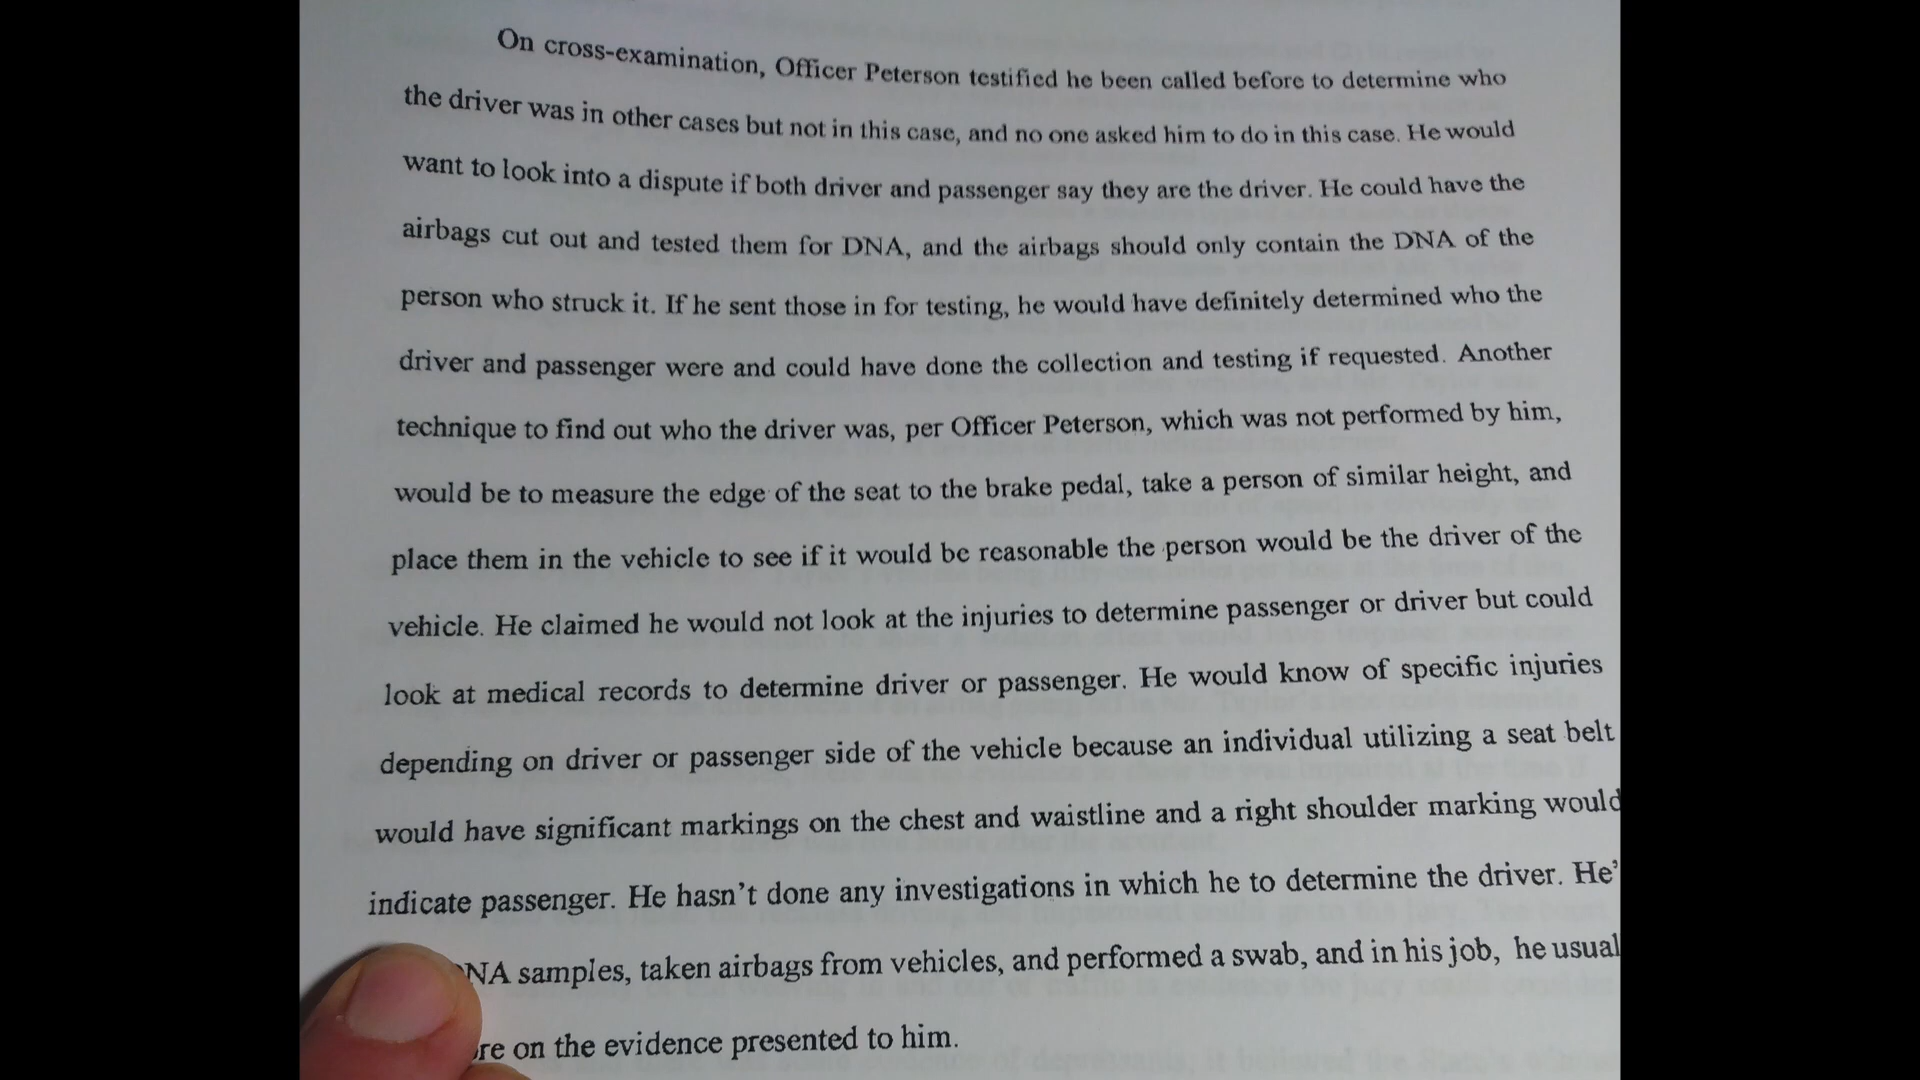 On cross-examination, Officer Peterson testified he been called before to determine who
the driver was in other cases but not in this case, and no one asked him to do in this case. He would
want to look into a dispute if both driver and passenger say they are the driver. He could have the
airbags cut out and tested them for DNA, and the airbags should only contain the DNA of the
person who struck it. If he sent those in for testing, he would have definitely determined who the
driver and passenger were and could have done the collection and testing if requested. Another
technique to find out who the driver was, per Officer Peterson, which was not performed by him,
would be to measure the edge of the seat to the brake pedal, take a person of similar height, and
place them in the vehicle to see if it would be reasonable the person would be the driver of the
vehicle. He claimed he would not look at the injuries to determine passenger or driver but could
look at medical records to determine driver or passenger. He would know of specific injuries
depending on driver or passenger side of the vehicle because an individual utilizing a seat belt
would have significant markings on the chest and waistline and a right shoulder marking would
indicate passenger. He hasn't done any investigations in which he to determine the driver. He'
samples, taken airbags from vehicles, and performed a swab, and in his job, he
on the evidence presented to him.